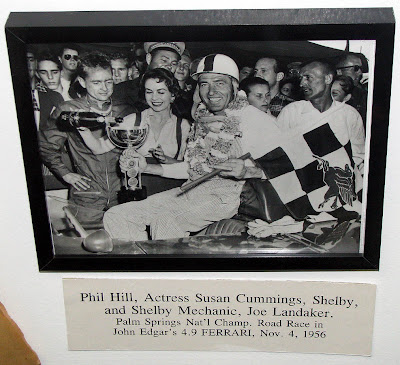 Phil Hill, Actress Susan Cummings, Shelby,
and Shelby Mechanic, Joe Landaker.
Palm Springs Nat'l Champ. Road Race in
John Edgar's 4.9 FERRARI, Nov. 4, 1956